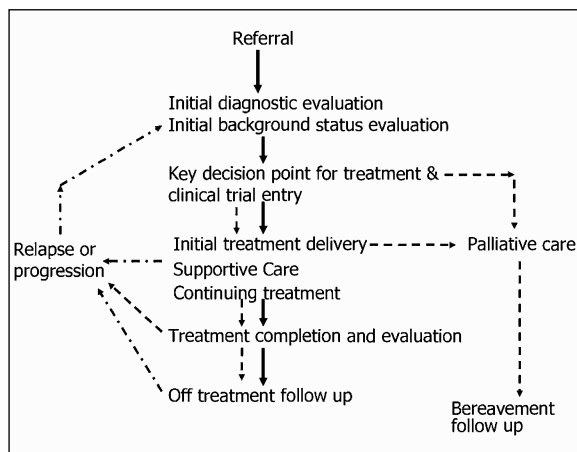 Referral
Initial diagnostic evaluation
Initial background status evaluation
Key decision point for treatment &
clinical trial entry
Initial treatment delivery
Palliative care
Relapse or
progression
Supportive Care
Continuing treatment
Treatment completion and evaluation
Off treatment follow up
Bereavement
follow up